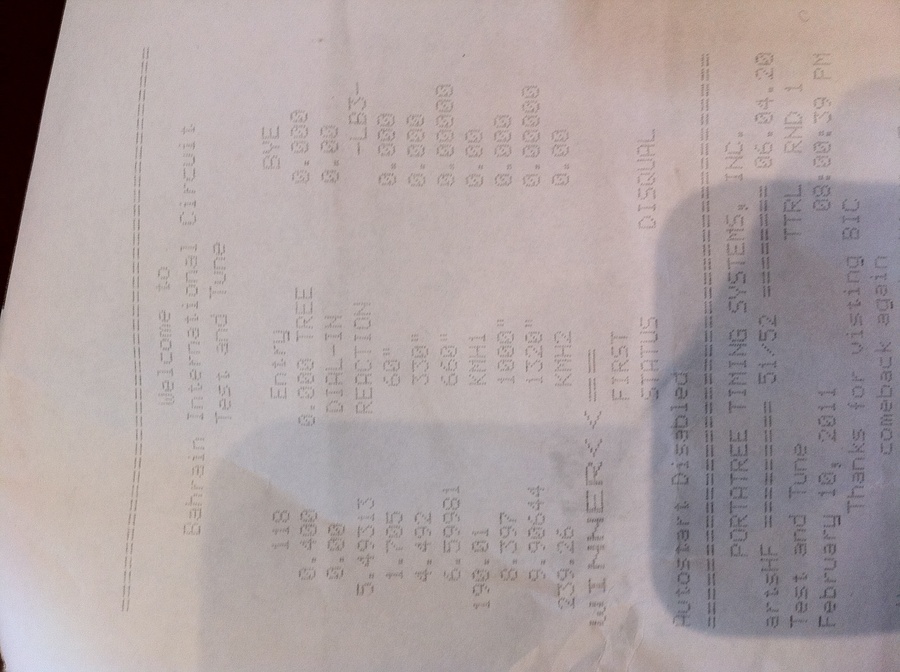 ==============================
Welcome to
Bahrain International Circuit
Test and Tune
118 Entry BYE
0.400 0.000 TREE 0.000
0.00 DIAL-IN 0.00
5.49313 REACTION -LB3-
1.705 60" 0.000
4.492 330" 0.000
6.59981 660" 0.00000
190.01 KMH1 0.00
8.397 1000" 0.000
9.90644 1320" 0.00000
239.26 KMH2 0.00
WINNER<<==
FIRST
STATUS DISQUAL
Autostart Disabled
==============================
PORTATREE TIMING SYSTEMS, INC.
artsHF ======= 51/52 ======= 06.04.20
Test and Tune TTRL RND 1
February 10, 2011 08:00:39 PM
Thanks for visting BIC
comeback again